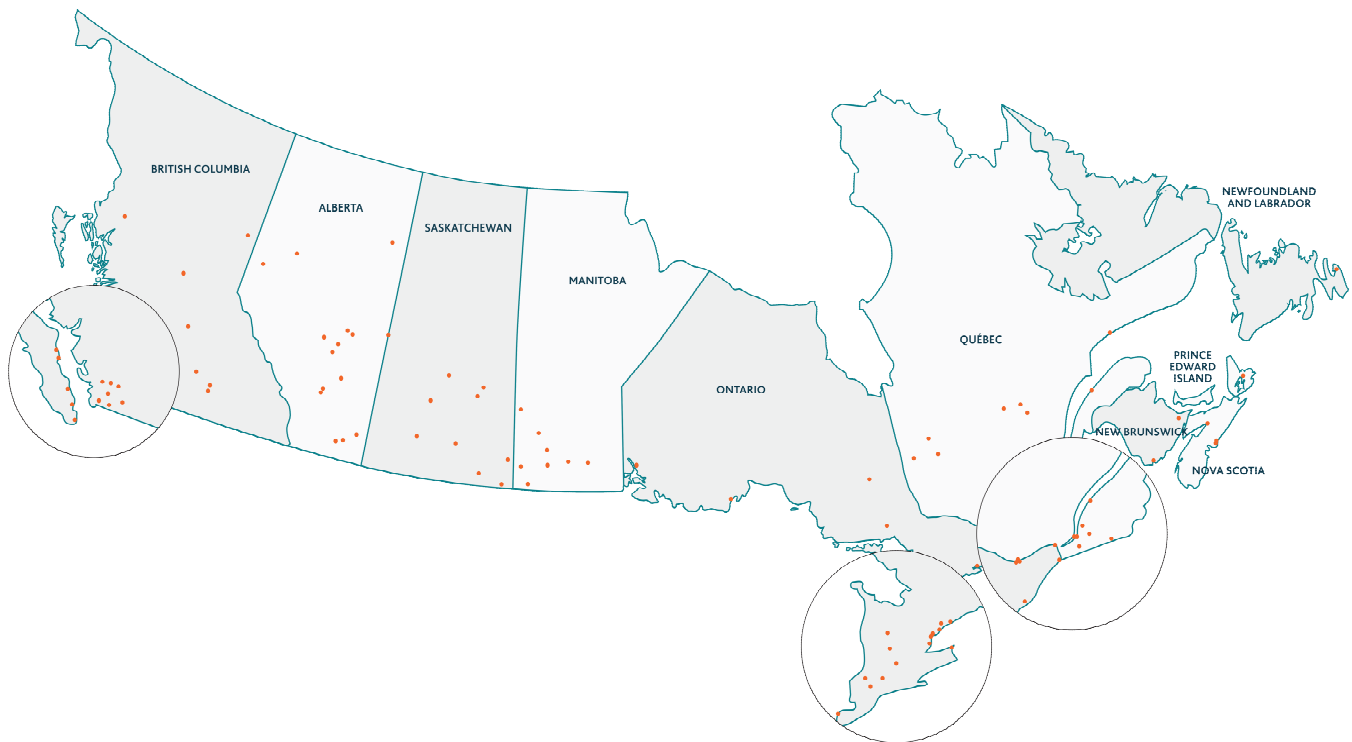 BRITISH COLUMBIA
ALBERTA
SASKATCHEWAN
MANITOBA
ONTARIO
QUÉBEC
NEWFOUNDLAND
AND LABRADOR
PRINCE
EDWARD
ISLAND
NEW BRUNSWICK
NOVA SCOTIA